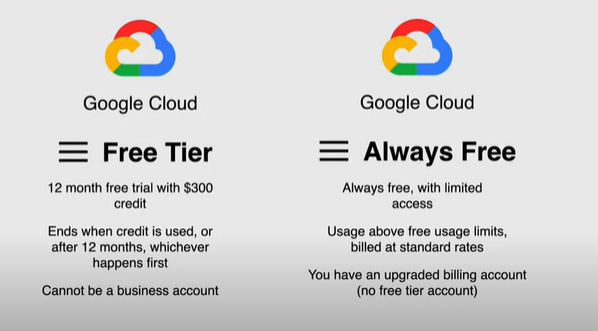 Google Cloud
Free Tier
12 month free trial with $300
credit
Ends when credit is used, or
after 12 months, whichever
happens first
Cannot be a business account
Google Cloud
Always Free
Always free, with limited
access
Usage above free usage limits,
billed at standard rates
You have an upgraded billing account
(no free tier account)